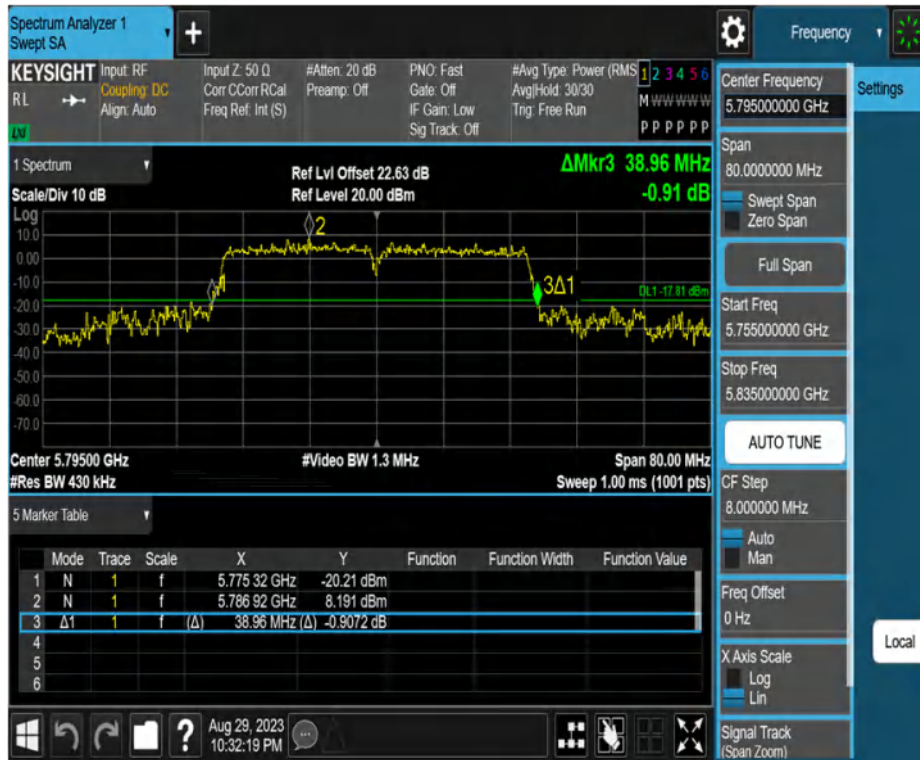 Spectrum Analyzer 1
Swept SA
+
Frequency
KEYSIGHT
RL
LXI
Input: RF
Coupling: DC
Align: Auto
Input Z: 50 Ω
Corr CCorr RCal
Freq Ref: Int (S)
#Atten: 20 dB
Preamp: Off
PNO: Fast
Gate: Off
IF Gain: Low
Sig Track: Off
#Avg Type: Power (RMS
Avg|Hold: 30/30
Trig: Free Run
1 2 3 4 5 6
M W W W W W
P P P P P P
1 Spectrum
Scale/Div 10 dB
Ref Lvl Offset 22.63 dB
Ref Level 20.00 dBm
ΔMkr3 38.96 MHz
-0.91 dB
Log
10.0
0.00
-10.0
-20.0
-30.0
-40.0
-50.0
-60.0
-70.0
2
3Δ1
DL1 -17.81 dBm
Center 5.79500 GHz
#Video BW 1.3 MHz
Span 80.00 MHz
#Res BW 430 kHz
Sweep 1.00 ms (1001 pts)
5 Marker Table
Mode Trace Scale X Y Function Function Width Function Value
1 N 1 f 5.775 32 GHz -20.21 dBm
2 N 1 f 5.786 92 GHz 8.191 dBm
3 Δ1 1 f (Δ) 38.96 MHz (Δ) -0.9072 dB
4
5
6
?
Aug 29, 2023
10:32:19 PM
Center Frequency
5.795000000 GHz
Settings
Span
80.0000000 MHz
Swept Span
Zero Span
Full Span
Start Freq
5.755000000 GHz
Stop Freq
5.835000000 GHz
AUTO TUNE
CF Step
8.000000 MHz
Auto
Man
Freq Offset
0 Hz
Local
X Axis Scale
Log
Lin
Signal Track
(Span Zoom)